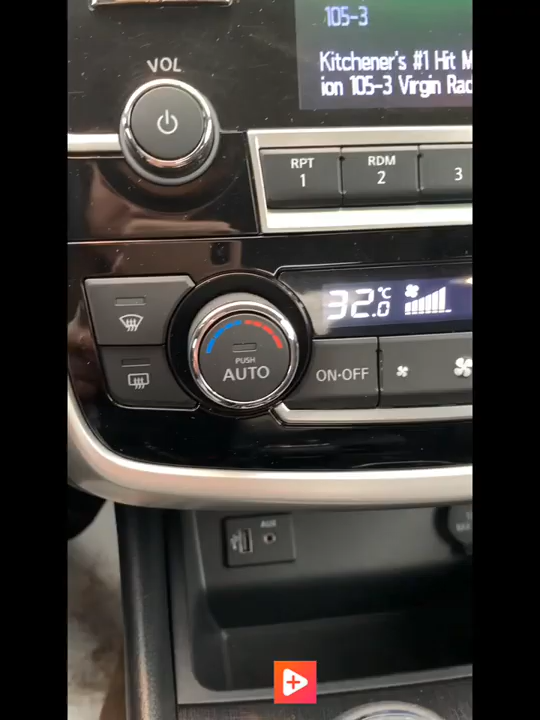 105-3
Kitchener's #1 Hit M
ion 105-3 Virgin Rad
VOL
RPT
1
RDM
2
3
32.0°C
PUSH
AUTO
ON·OFF
AUX